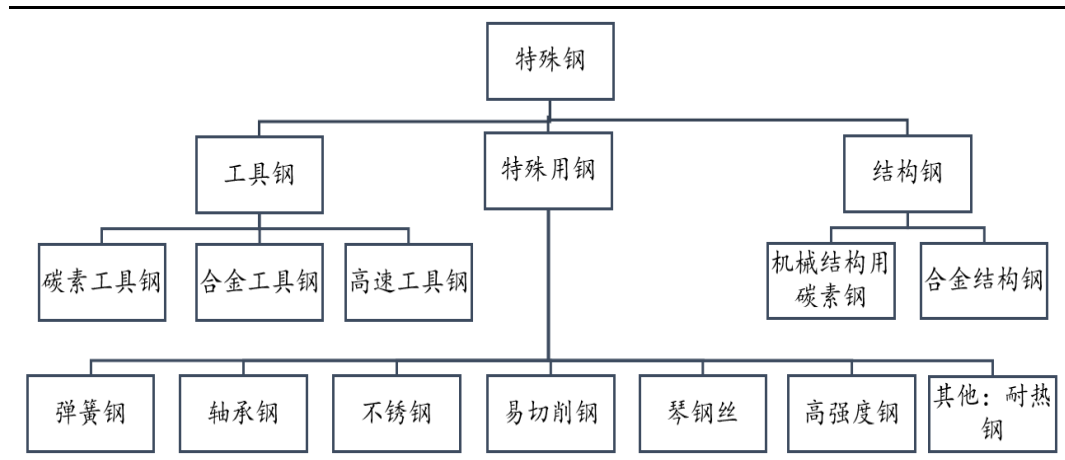 特殊钢
工具钢
特殊用钢
结构钢
碳素工具钢
合金工具钢
高速工具钢
机械结构用
碳素钢
合金结构钢
弹簧钢
轴承钢
不锈钢
易切削钢
琴钢丝
高强度钢
其他：耐热
钢